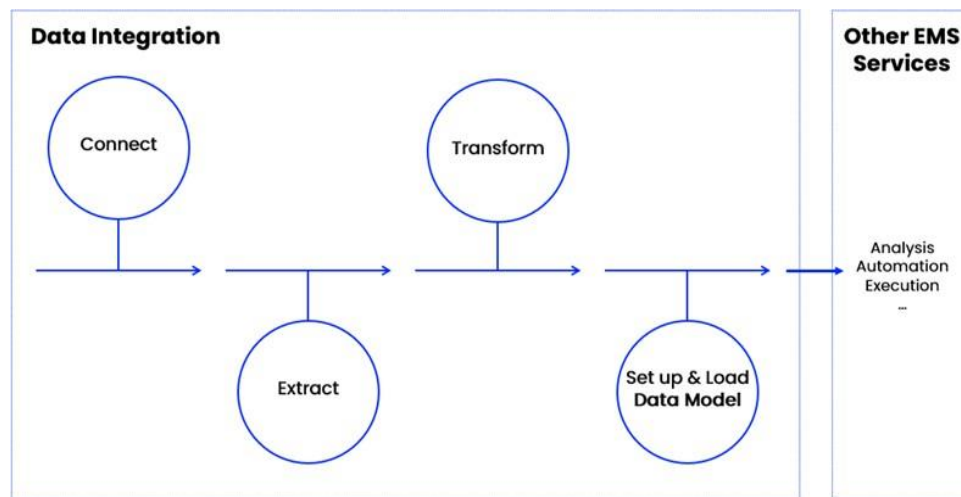 Data Integration
Other EMS
Services
Connect
Transform
Analysis
Automation
Execution
...
Extract
Set up & Load
Data Model